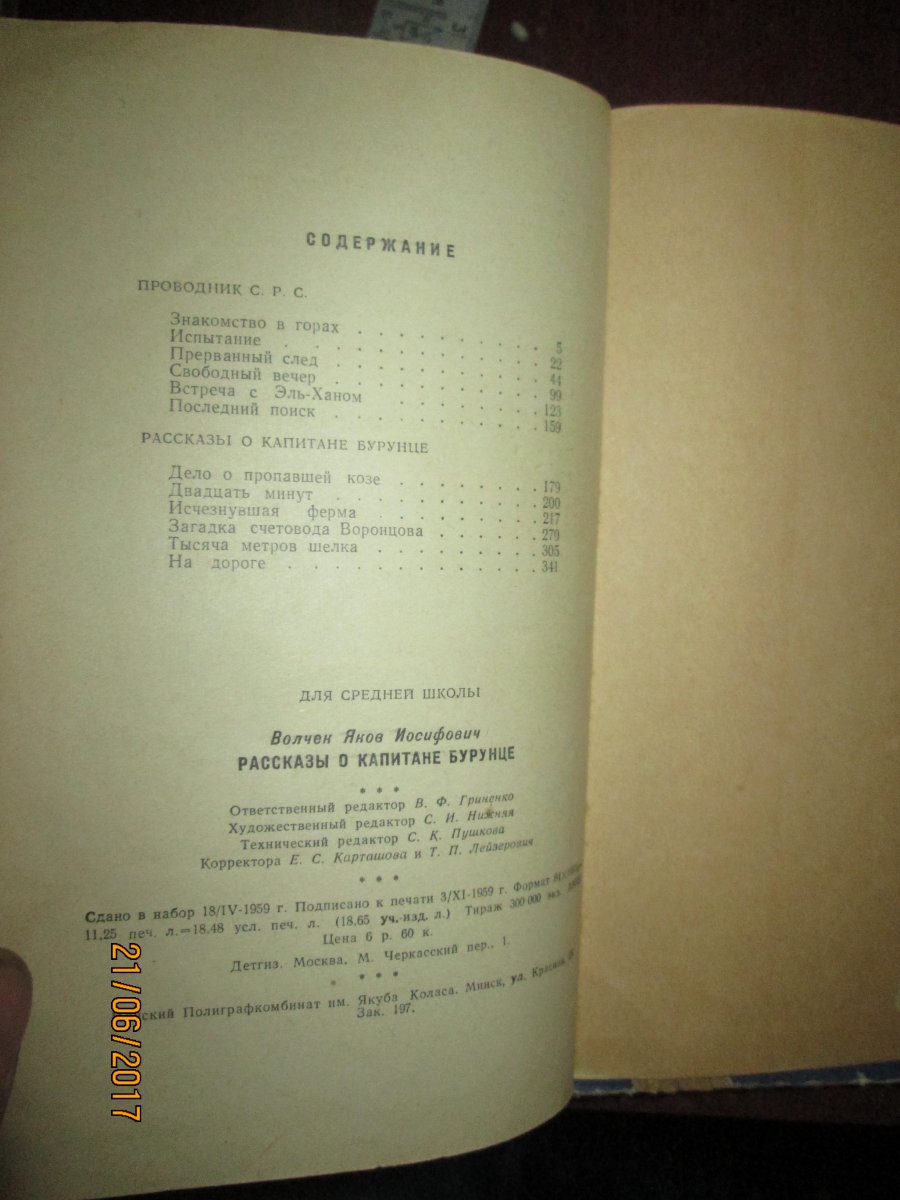 СОДЕРЖАНИЕ
ПРОВОДНИК С. Р. С.
Знакомство в горах . . . . . . . . . . 5
Испытание . . . . . . . . . . 22
Прерванный след . . . . . . . . . . 44
Свободный вечер . . . . . . . . . . 99
Встреча с Эль-Ханом . . . . . . . . 123
Последний поиск . . . . . . . . . . 159
РАССКАЗЫ О КАПИТАНЕ БУРУНЦЕ
Дело о пропавшей козе . . . . . . . . 179
Двадцать минут . . . . . . . . . . 200
Исчезнувшая ферма . . . . . . . . . 217
Загадка счетовода Воронцова . . . . . . 279
Тысяча метров шелка . . . . . . . . . 305
На дороге . . . . . . . . . . . . 341
ДЛЯ СРЕДНЕЙ ШКОЛЫ
Волчек Яков Иосифович
РАССКАЗЫ О КАПИТАНЕ БУРУНЦЕ
* * *
Ответственный редактор В. Ф. Гриненко
Художественный редактор С. И. Нижняя
Технический редактор С. К. Пушкова
Корректора Е. С. Карташова и Т. П. Лейзерович
* * *
Сдано в набор 18/IV-1959 г. Подписано к печати 3/XI-1959 г. Формат
11,25 печ. л.=18,48 усл. печ. л. (18,65 уч.-изд. л.) Тираж 300 000 экз.
Цена 6 р. 60 к.
Детгиз. Москва, М. Черкасский пер., 1.
* * *
Полиграфкомбинат им. Якуба Коласа. Минск, ул.
Зак. 197.
21/06/2017